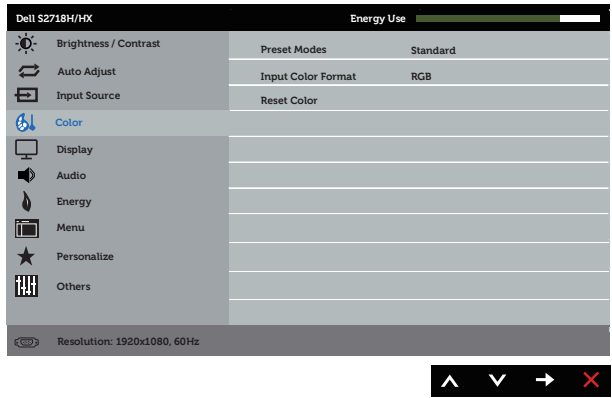 Dell S2718H/HX Energy Use
Brightness / Contrast
Auto Adjust
Input Source
Color
Display
Audio
Energy
Menu
Personalize
Others
Preset Modes Standard
Input Color Format RGB
Reset Color
Resolution: 1920x1080, 60Hz